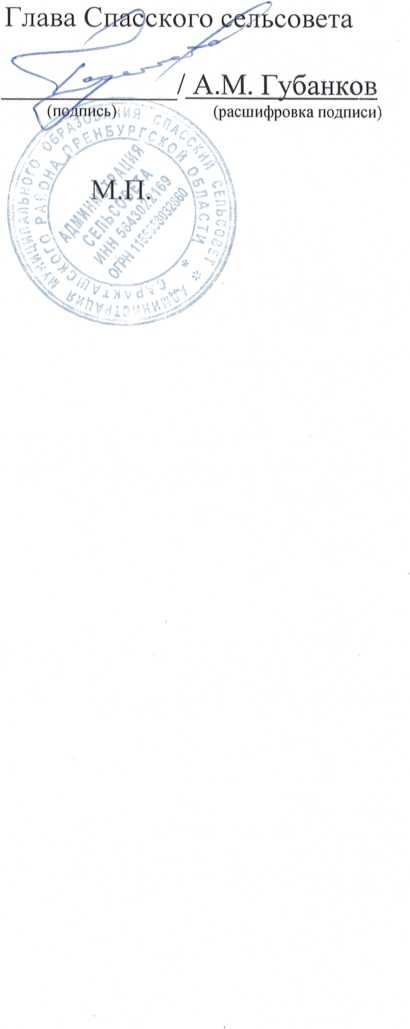 Глава Спасского сельсовета
/ А.М. Губанков
(подпись) (расшифровка подписи)
М.П.
АДМИНИСТРАЦИЯ МУНИЦИПАЛЬНОГО ОБРАЗОВАНИЯ СПАССКИЙ СЕЛЬСОВЕТ
САРАКТАШСКОГО РАЙОНА ОРЕНБУРГСКОЙ ОБЛАСТИ
АДМИНИСТРАЦИЯ
СЕЛЬСОВЕТА
ИНН
ОГРН